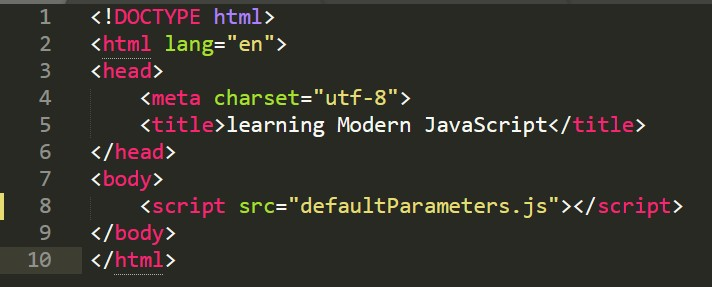 1 <!DOCTYPE html>
2 <html lang="en">
3 <head>
4     <meta charset="utf-8">
5     <title>learning Modern JavaScript</title>
6 </head>
7 <body>
8     <script src="defaultParameters.js"></script>
9 </body>
10 </html>